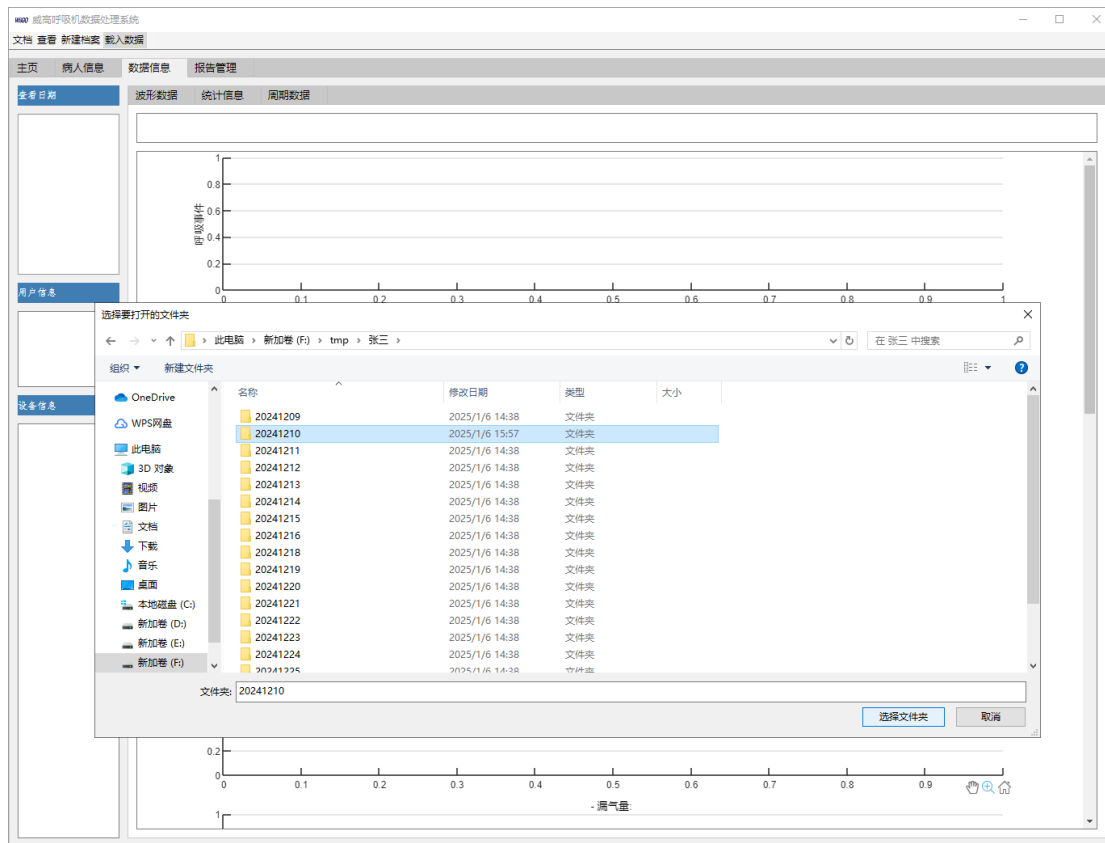 WEGO 威高呼吸机数据处理系统
文档 查看 新建档案 载入数据
主页 病人信息 数据信息 报告管理
查看日期
波形数据 统计信息 周期数据
1
0.8
0.6
0.4
0.2
0
呼吸事件
0 0.1 0.2 0.3 0.4 0.5 0.6 0.7 0.8 0.9 1
用户信息
设备信息
选择要打开的文件夹
此电脑 › 新加卷 (F:) › tmp › 张三 ›
在 张三 中搜索
组织 新建文件夹
OneDrive
WPS网盘
此电脑
3D 对象
视频
图片
文档
下载
音乐
桌面
本地磁盘 (C:)
新加卷 (D:)
新加卷 (E:)
新加卷 (F:)
名称 修改日期 类型 大小
20241209 2025/1/6 14:38 文件夹
20241210 2025/1/6 15:57 文件夹
20241211 2025/1/6 14:38 文件夹
20241212 2025/1/6 14:38 文件夹
20241213 2025/1/6 14:38 文件夹
20241214 2025/1/6 14:38 文件夹
20241215 2025/1/6 14:38 文件夹
20241216 2025/1/6 14:38 文件夹
20241218 2025/1/6 14:38 文件夹
20241219 2025/1/6 14:38 文件夹
20241220 2025/1/6 14:38 文件夹
20241221 2025/1/6 14:38 文件夹
20241222 2025/1/6 14:38 文件夹
20241223 2025/1/6 14:38 文件夹
20241224 2025/1/6 14:38 文件夹
20241225 2025/1/6 14:38 文件夹
文件夹: 20241210
选择文件夹 取消
0.2
0
0 0.1 0.2 0.3 0.4 0.5 0.6 0.7 0.8 0.9
- 漏气量:
1